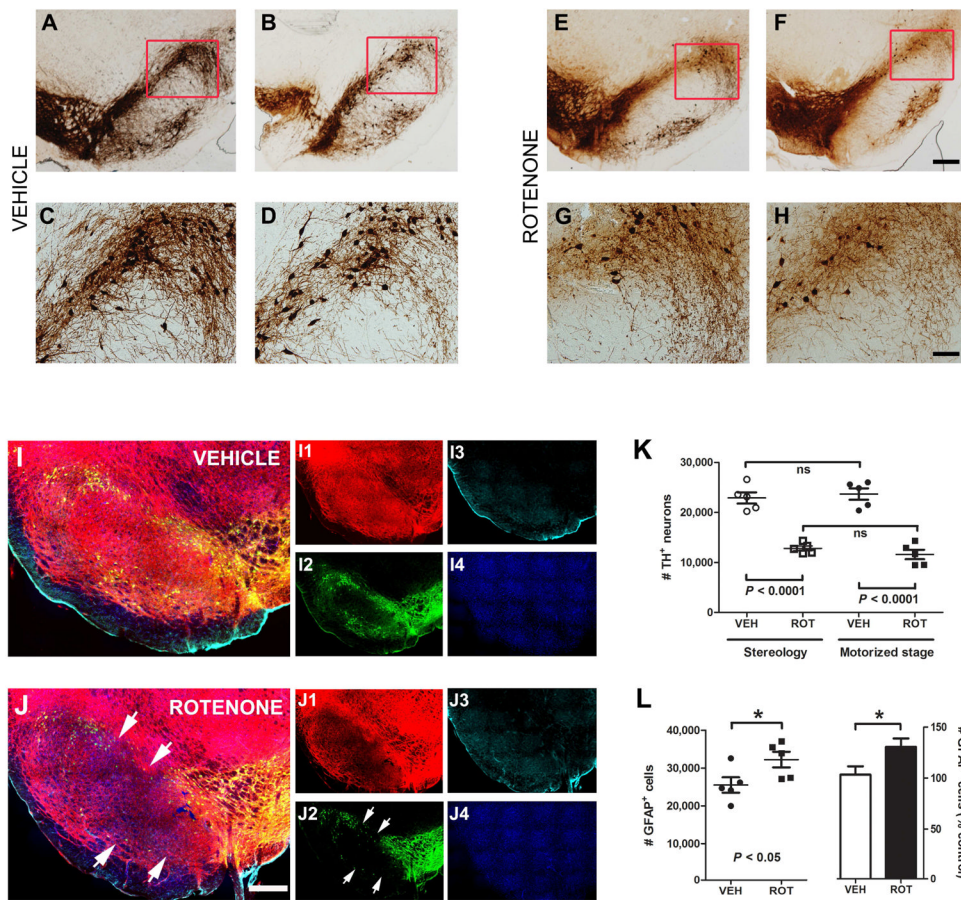 A
B
E
F
VEHICLE
ROTENONE
C
D
G
H
I
VEHICLE
I1
I3
I2
I4
J
ROTENONE
J1
J3
J2
J4
K
30,000
20,000
10,000
0
# TH+ neurons
ns
ns
P < 0.0001
P < 0.0001
VEH
ROT
VEH
ROT
Stereology
Motorized stage
L
40,000
30,000
20,000
0
# GFAP+ cells
*
P < 0.05
VEH
ROT
*
150
100
50
0
VEH
ROT